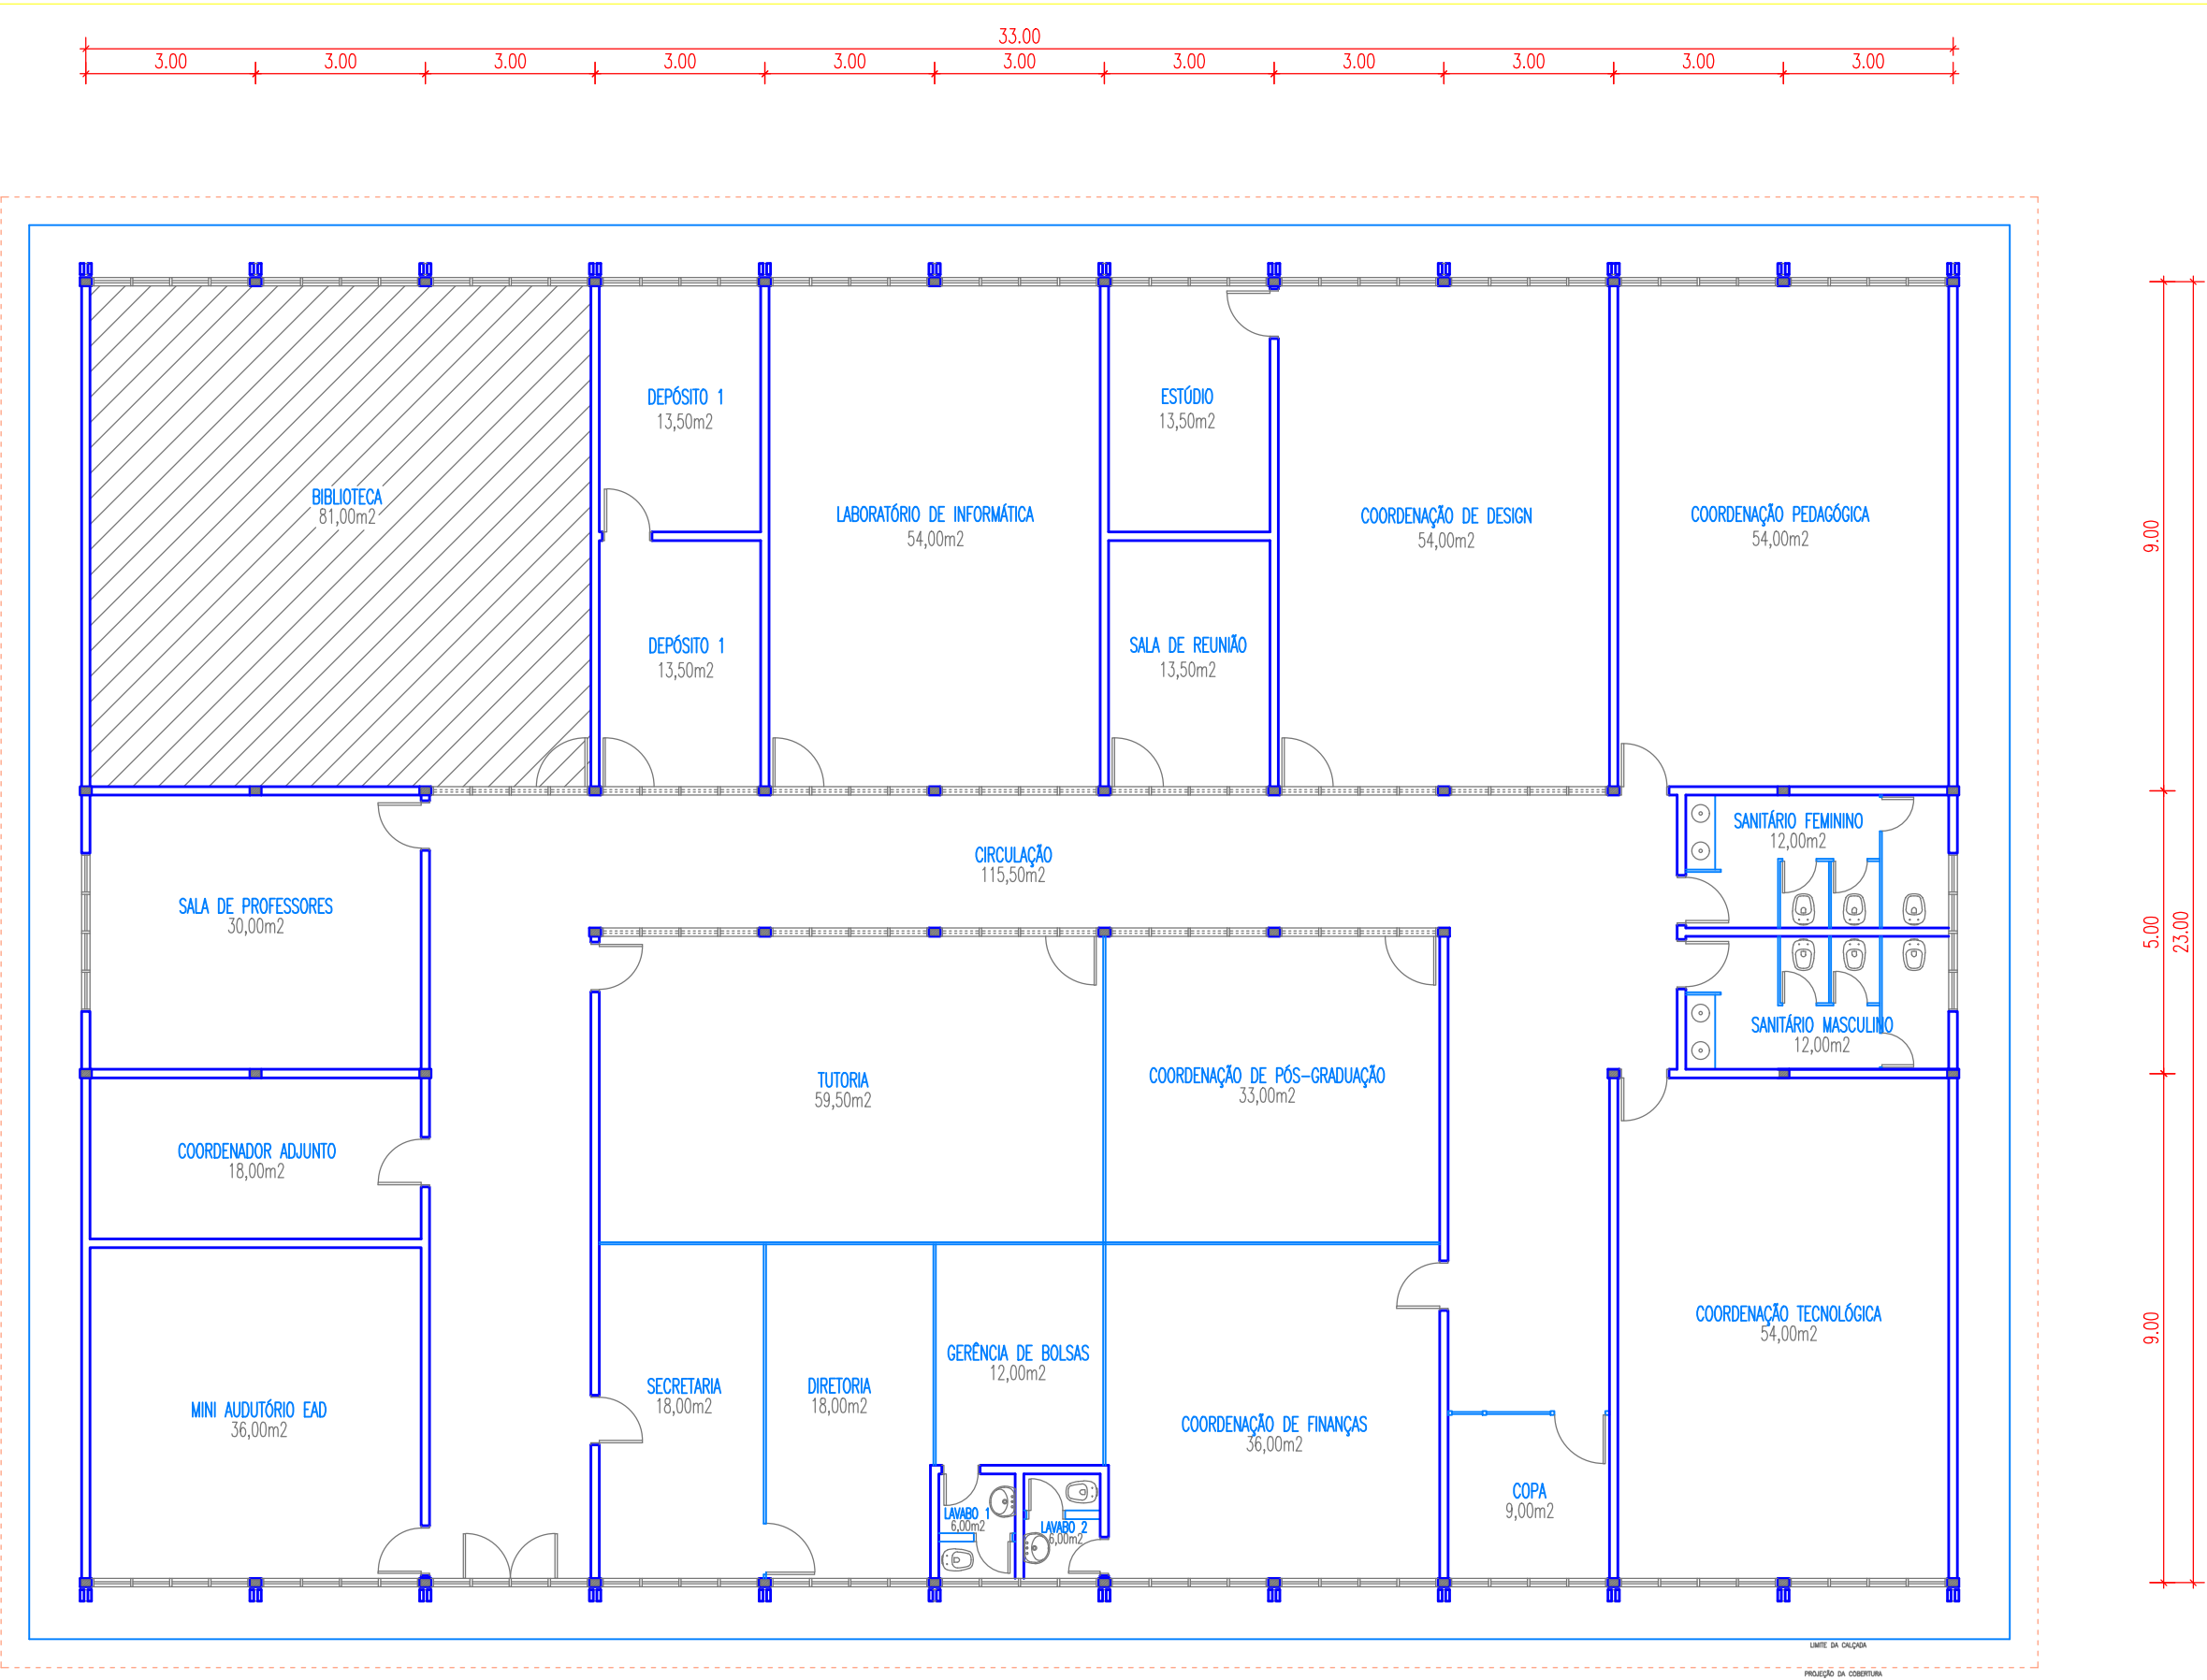 33.00
3.00 3.00 3.00 3.00 3.00 3.00 3.00 3.00 3.00 3.00 3.00
DEPÓSITO 1
13,50m2
ESTÚDIO
13,50m2
BIBLIOTECA
81,00m2
LABORATÓRIO DE INFORMÁTICA
54,00m2
COORDENAÇÃO DE DESIGN
54,00m2
COORDENAÇÃO PEDAGÓGICA
54,00m2
9.00
DEPÓSITO 1
13,50m2
SALA DE REUNIÃO
13,50m2
SANITÁRIO FEMININO
12,00m2
CIRCULAÇÃO
115,50m2
SALA DE PROFESSORES
30,00m2
5.00
23.00
SANITÁRIO MASCULINO
12,00m2
TUTORIA
59,50m2
COORDENAÇÃO DE PÓS-GRADUAÇÃO
33,00m2
COORDENADOR ADJUNTO
18,00m2
COORDENAÇÃO TECNOLÓGICA
54,00m2
9.00
GERÊNCIA DE BOLSAS
12,00m2
SECRETARIA
18,00m2
DIRETORIA
18,00m2
MINI AUDUTÓRIO EAD
36,00m2
COORDENAÇÃO DE FINANÇAS
36,00m2
COPA
9,00m2
LAVABO 1
6,00m2
LAVABO 2
6,00m2
LIMITE DA CALÇADA
PROJEÇÃO DA COBERTURA